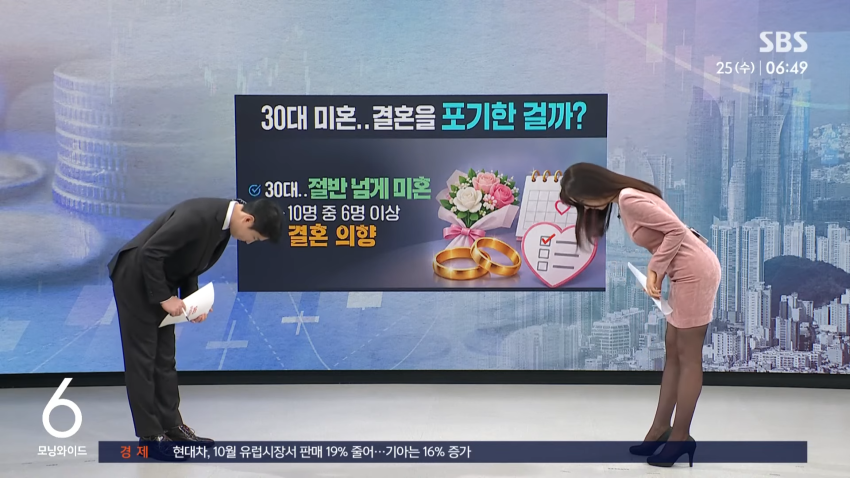 SBS
25(수) 06:49
30대 미혼..결혼을 포기한 걸까?
30대..절반 넘게 미혼
10명 중 6명 이상
결혼 의향
6
모닝와이드
경제 현대차, 10월 유럽시장서 판매 19% 줄어…기아는 16% 증가